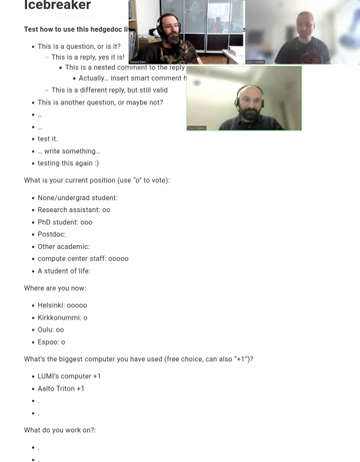 Icebreaker
Test how to use this hedgedoc
This is a question, or is it?
This is a reply, yes it is!
This is a nested comment to the reply
Actually... insert smart comment
This is a different reply, but still valid
This is another question, or maybe not?
…
…
test it.
… write something…
testing this again :)
What is your current position (use “o” to vote):
None/undergrad student:
Research assistant: oo
PhD student: ooo
Postdoc:
Other academic:
compute center staff: ooooo
A student of life:
Where are you now:
Helsinki: ooooo
Kirkkonummi: o
Oulu: oo
Espoo: o
What’s the biggest computer you have used (free choice, can also “+1”)?
LUMI’s computer +1
Aalto Triton +1
.
.
What do you work on?:
.
.